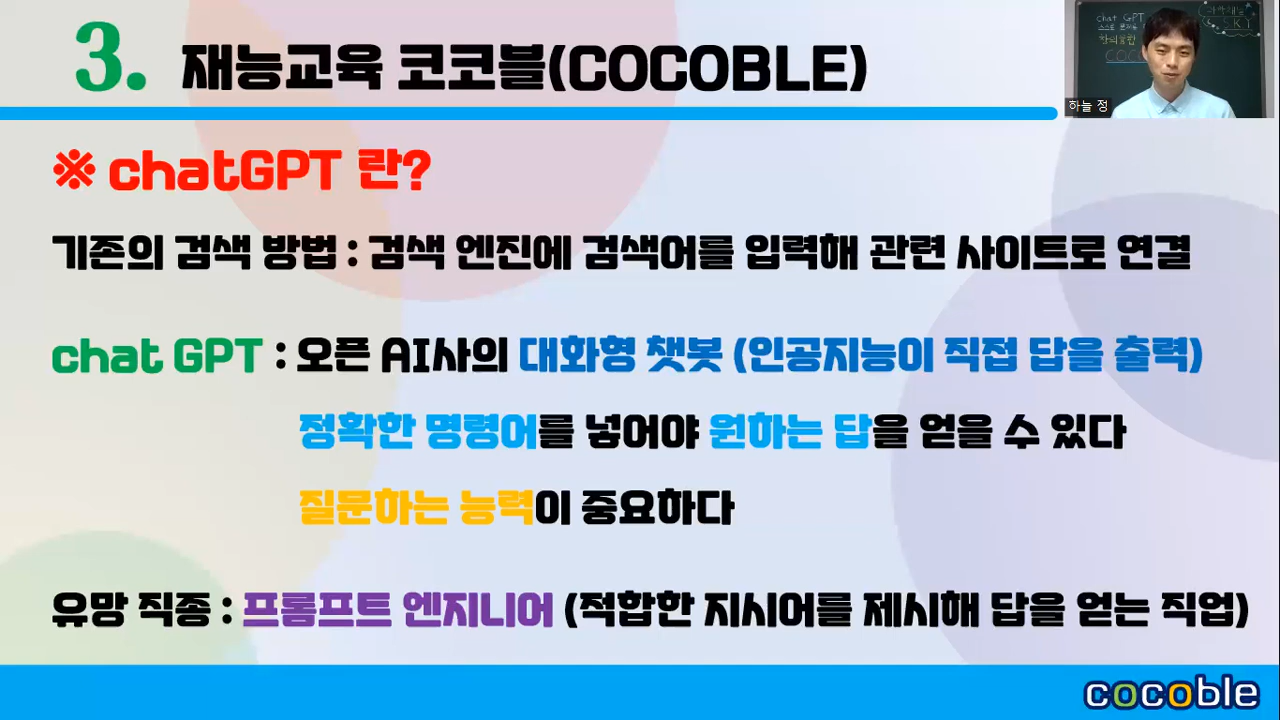 3. 재능교육 코코블(COCOBLE)
chat GPT
SKY
하늘 정
※ chatGPT 란?
기존의 검색 방법 : 검색 엔진에 검색어를 입력해 관련 사이트로 연결
chat GPT : 오픈 AI사의 대화형 챗봇 (인공지능이 직접 답을 출력)
정확한 명령어를 넣어야 원하는 답을 얻을 수 있다
질문하는 능력이 중요하다
유망 직종 : 프롬프트 엔지니어 (적합한 지시어를 제시해 답을 얻는 직업)
cocoble